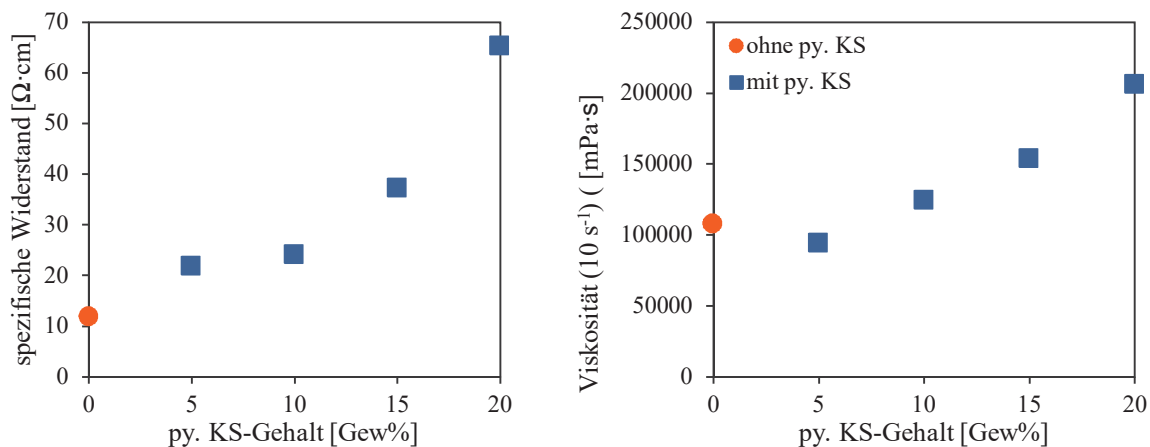 spezifische Widerstand [Ω·cm]
70
60
50
40
30
20
10
0
0 5 10 15 20
py. KS-Gehalt [Gew%]
Viskosität (10 s⁻¹) ( [mPa·s]
250000
200000
150000
100000
50000
0
ohne py. KS
mit py. KS
0 5 10 15 20
py. KS-Gehalt [Gew%]